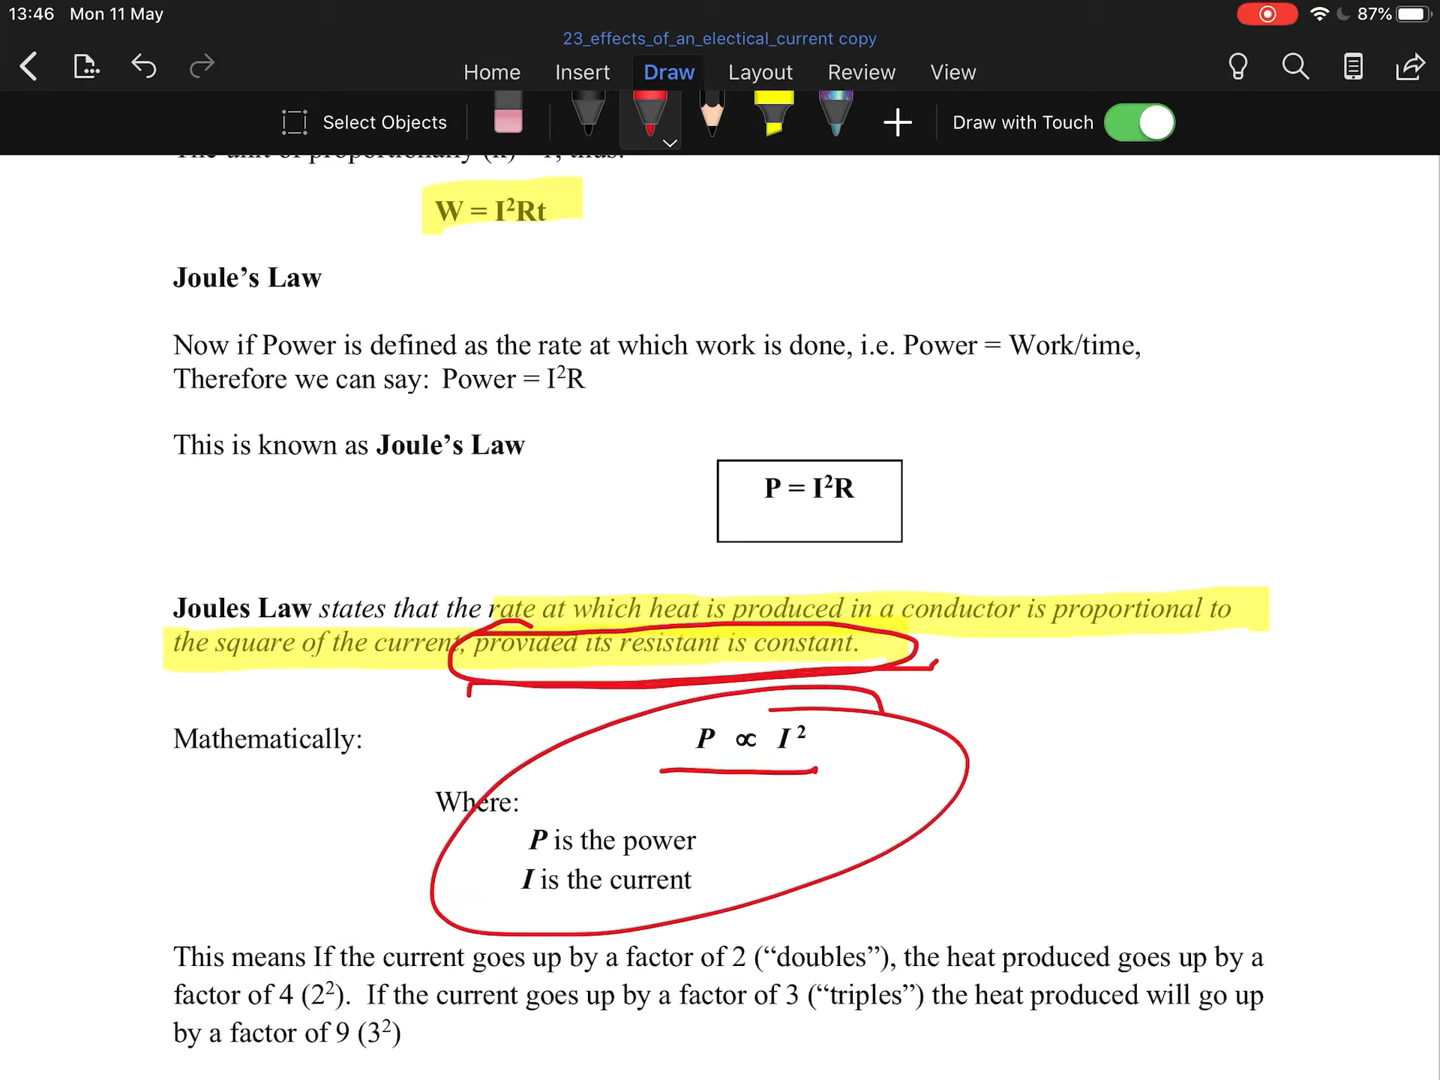 13:46 Mon 11 May 87%
23_effects_of_an_electical_current copy
Home Insert Draw Layout Review View
Select Objects Draw with Touch
The unit of proportionally
W = I²Rt
Joule’s Law
Now if Power is defined as the rate at which work is done, i.e. Power = Work/time,
Therefore we can say: Power = I²R
This is known as Joule’s Law
P = I²R
Joules Law states that the rate at which heat is produced in a conductor is proportional to
the square of the current, provided its resistant is constant.
Mathematically: P ∝ I ²
Where:
P is the power
I is the current
This means If the current goes up by a factor of 2 (“doubles”), the heat produced goes up by a
factor of 4 (2²). If the current goes up by a factor of 3 (“triples”) the heat produced will go up
by a factor of 9 (3²)